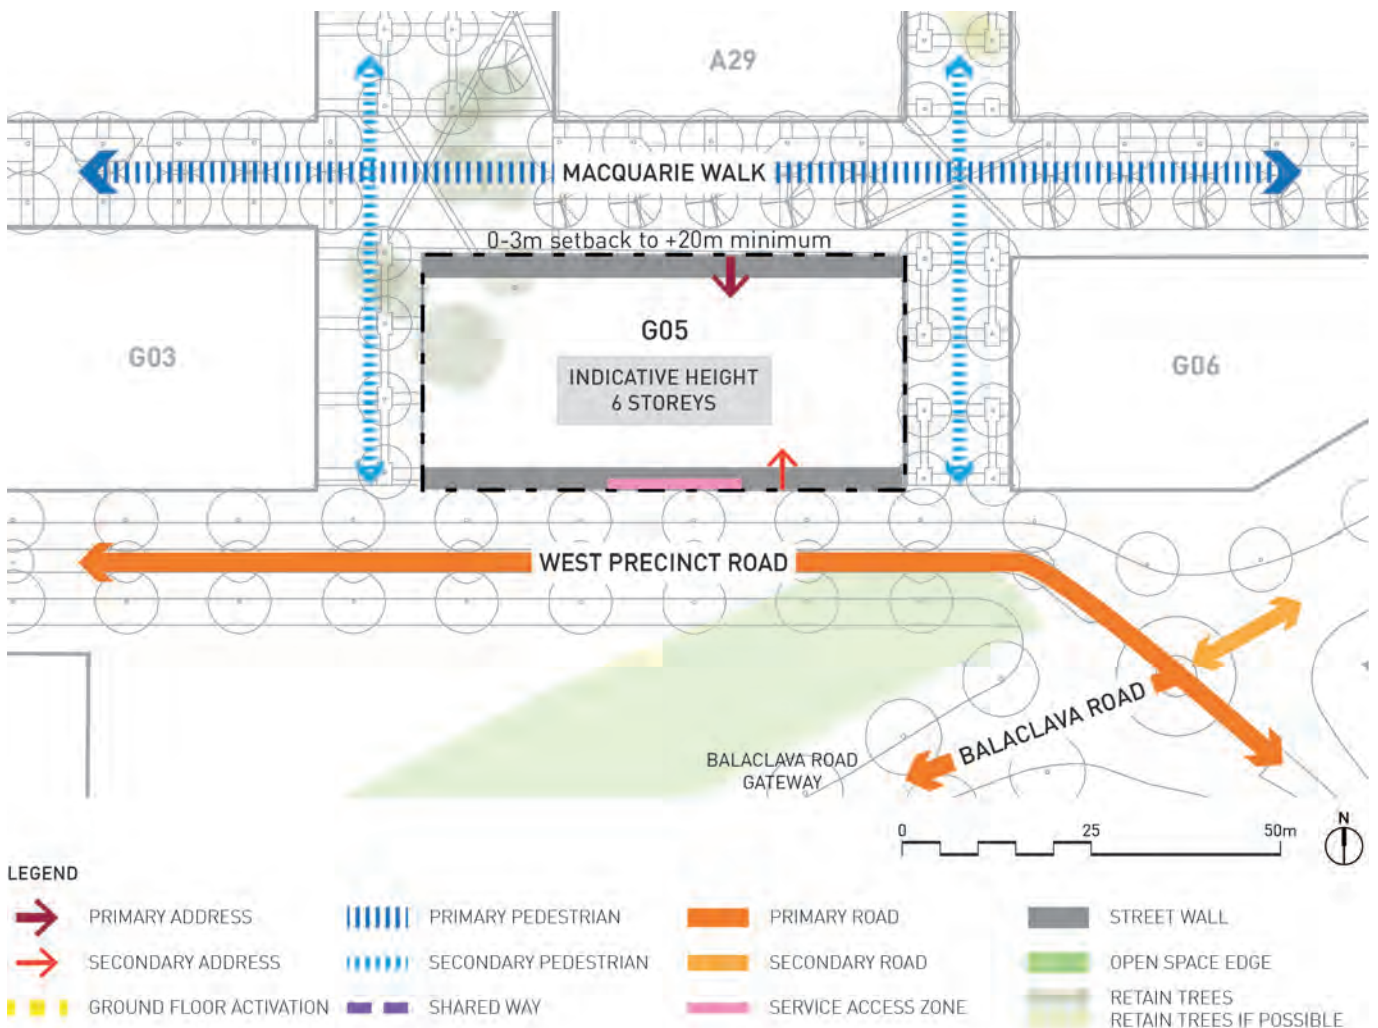 A29
MACQUARIE WALK
0-3m setback to +20m minimum
G03
G05
G06
INDICATIVE HEIGHT
6 STOREYS
WEST PRECINCT ROAD
BALACLAVA ROAD
BALACLAVA ROAD
GATEWAY
0 25 50m
N
LEGEND
PRIMARY ADDRESS
SECONDARY ADDRESS
GROUND FLOOR ACTIVATION
PRIMARY PEDESTRIAN
SECONDARY PEDESTRIAN
SHARED WAY
PRIMARY ROAD
SECONDARY ROAD
SERVICE ACCESS ZONE
STREET WALL
OPEN SPACE EDGE
RETAIN TREES
RETAIN TREES IF POSSIBLE